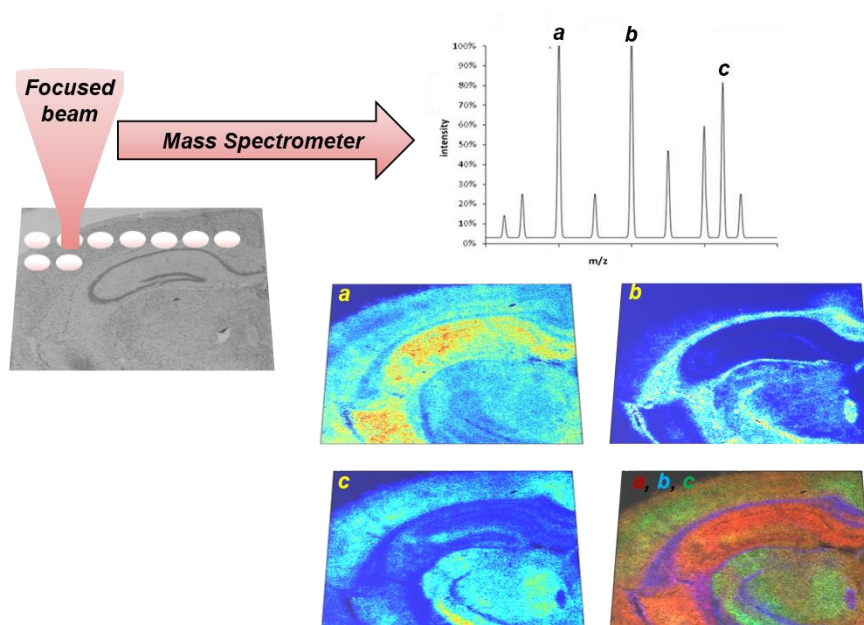 Focused
beam
Mass Spectrometer
a
b
c
100%
90%
80%
70%
60%
50%
40%
30%
20%
10%
0%
intensity
m/z
a
b
c
a, b, c